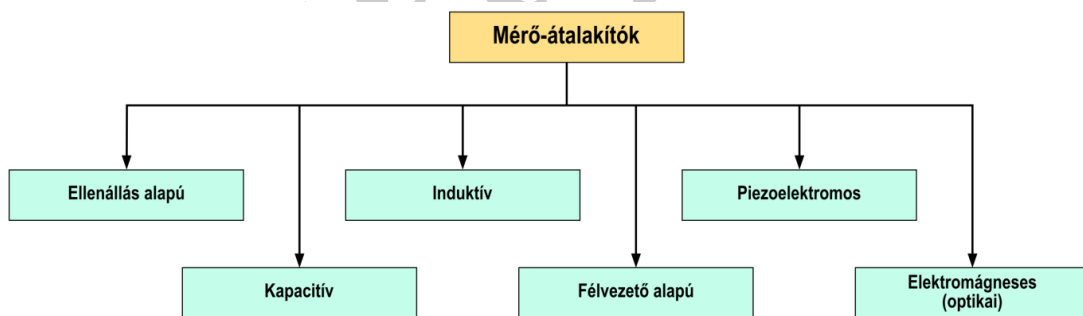 Mérő-átalakítók
Ellenállás alapú
Induktív
Piezoelektromos
Kapacitív
Félvezető alapú
Elektromágneses
(optikai)